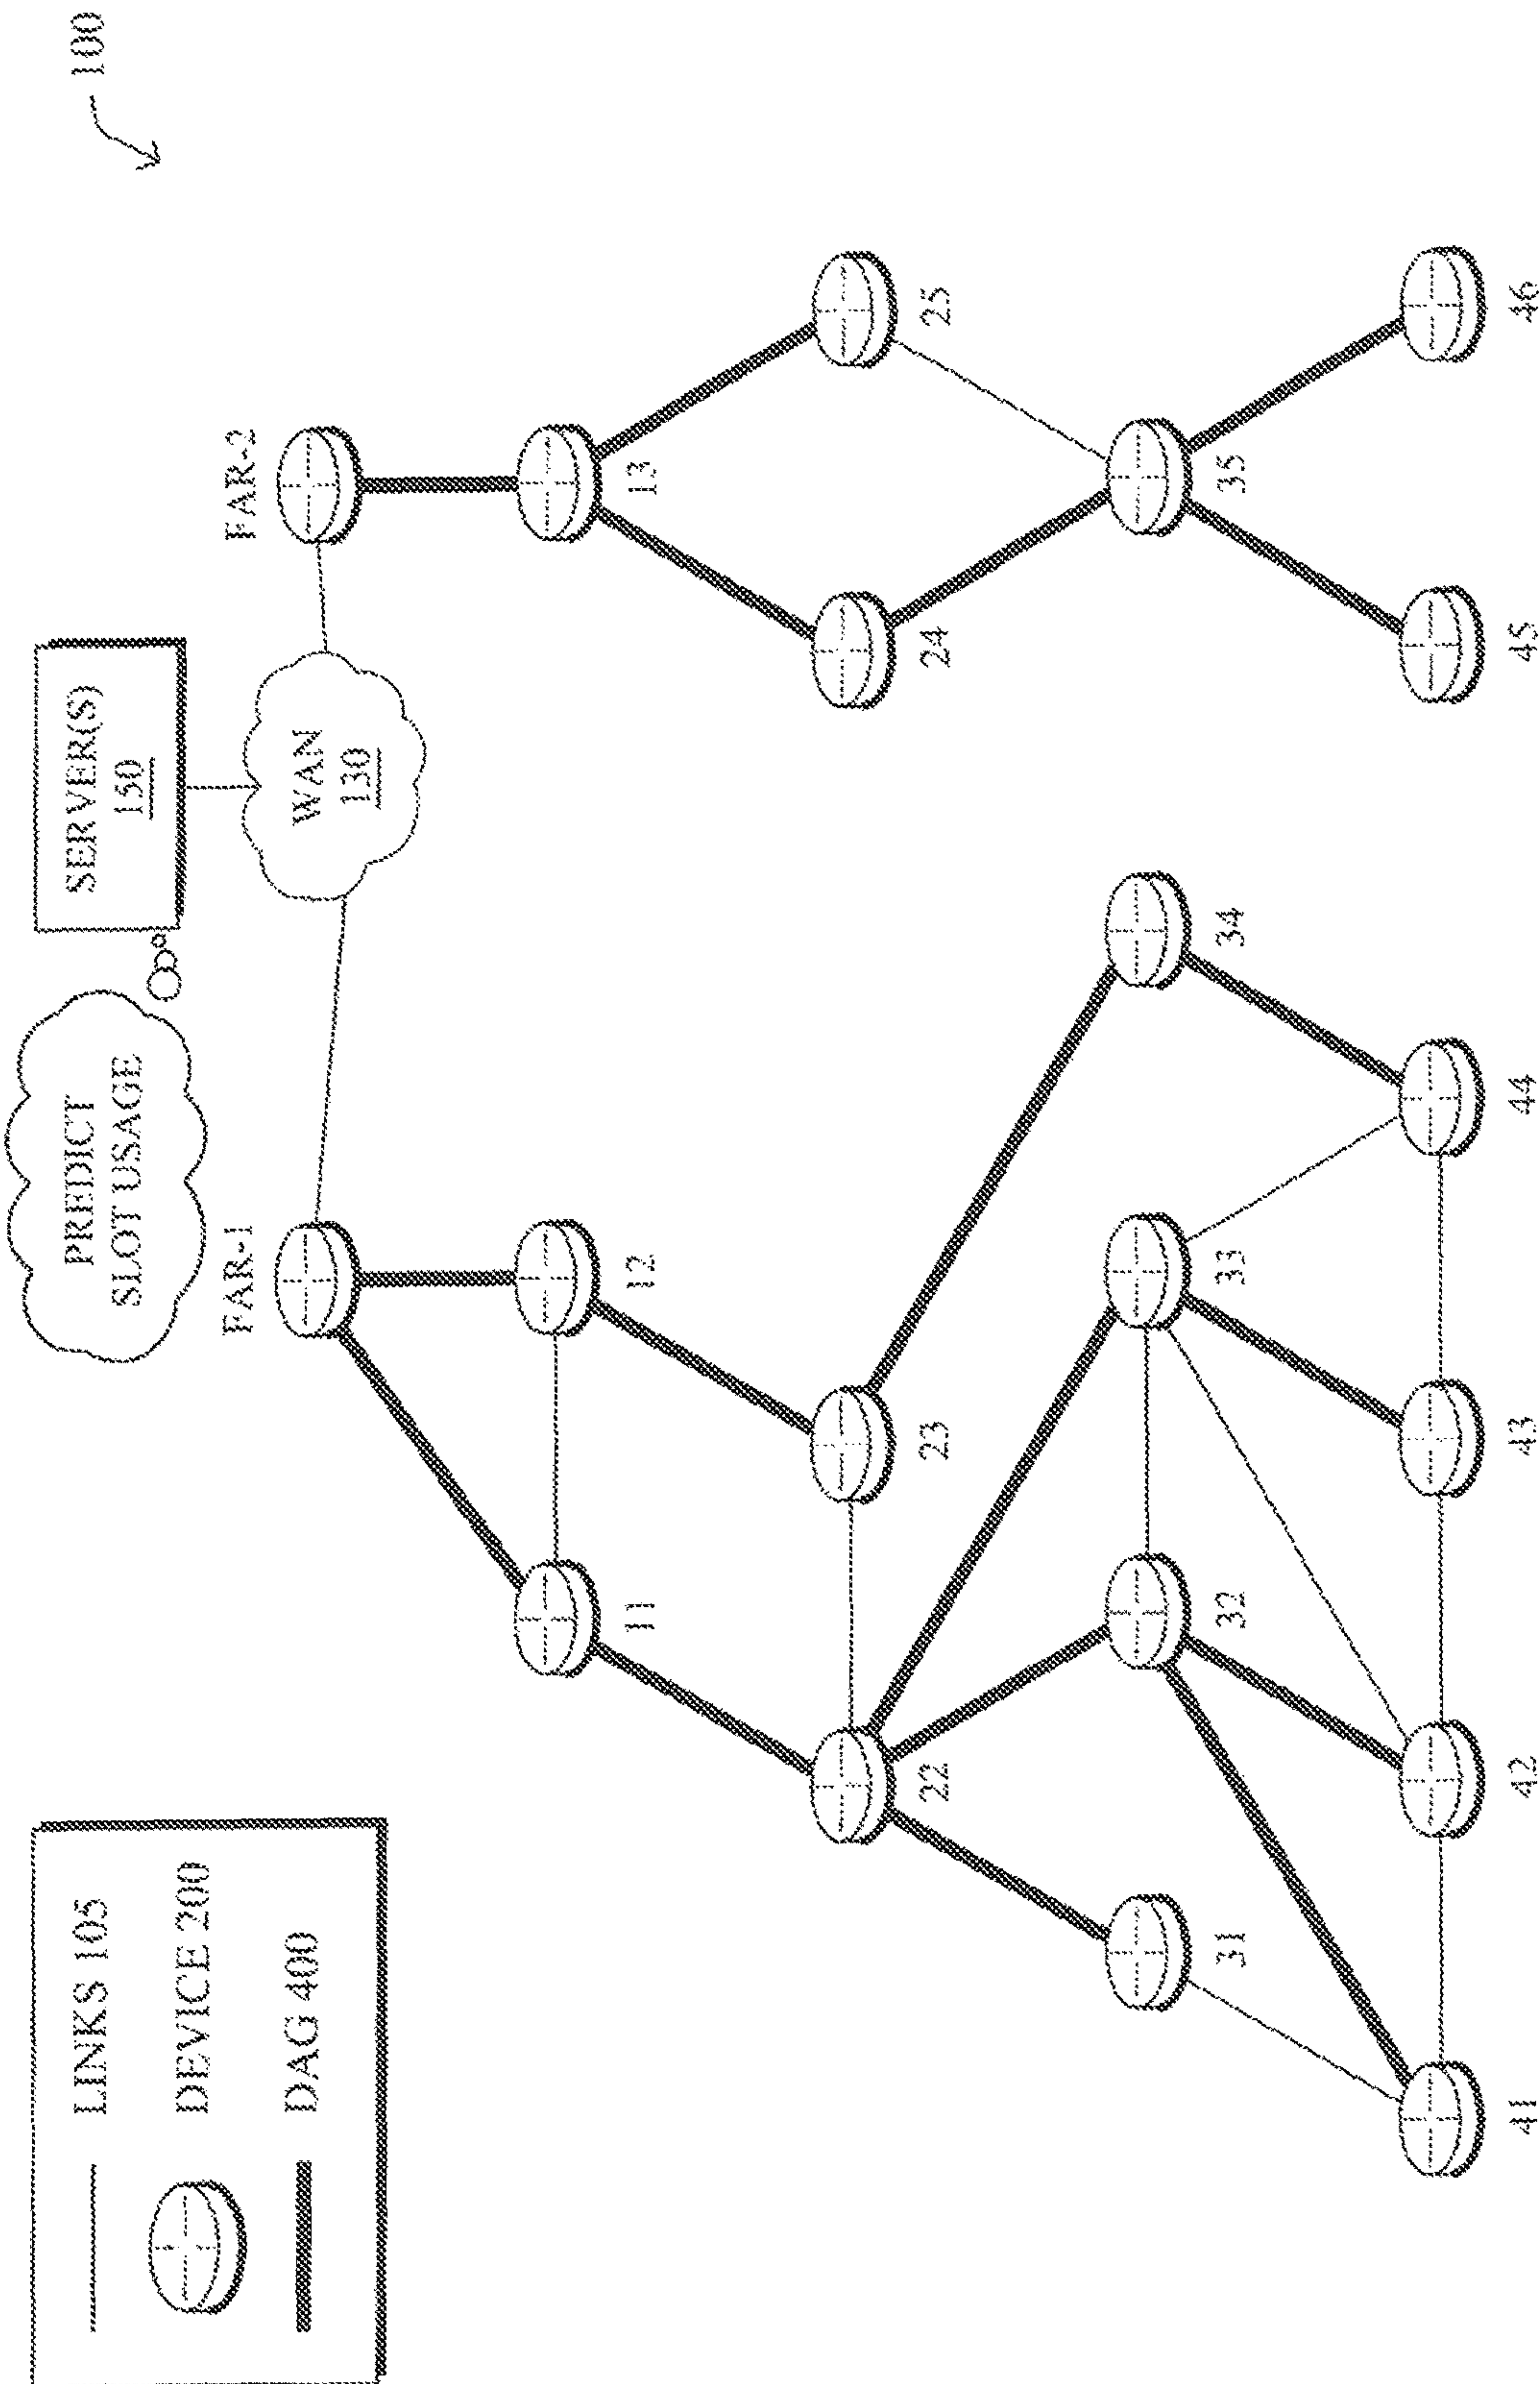 100
LINKS 105
DEVICE 200
DAG 400
PREDICT
SLOT USAGE
SERVER(S)
150
WAN
130
FAR-1
FAR-2
11
12
13
22
23
24
25
31
32
33
34
35
41
42
43
44
45
46